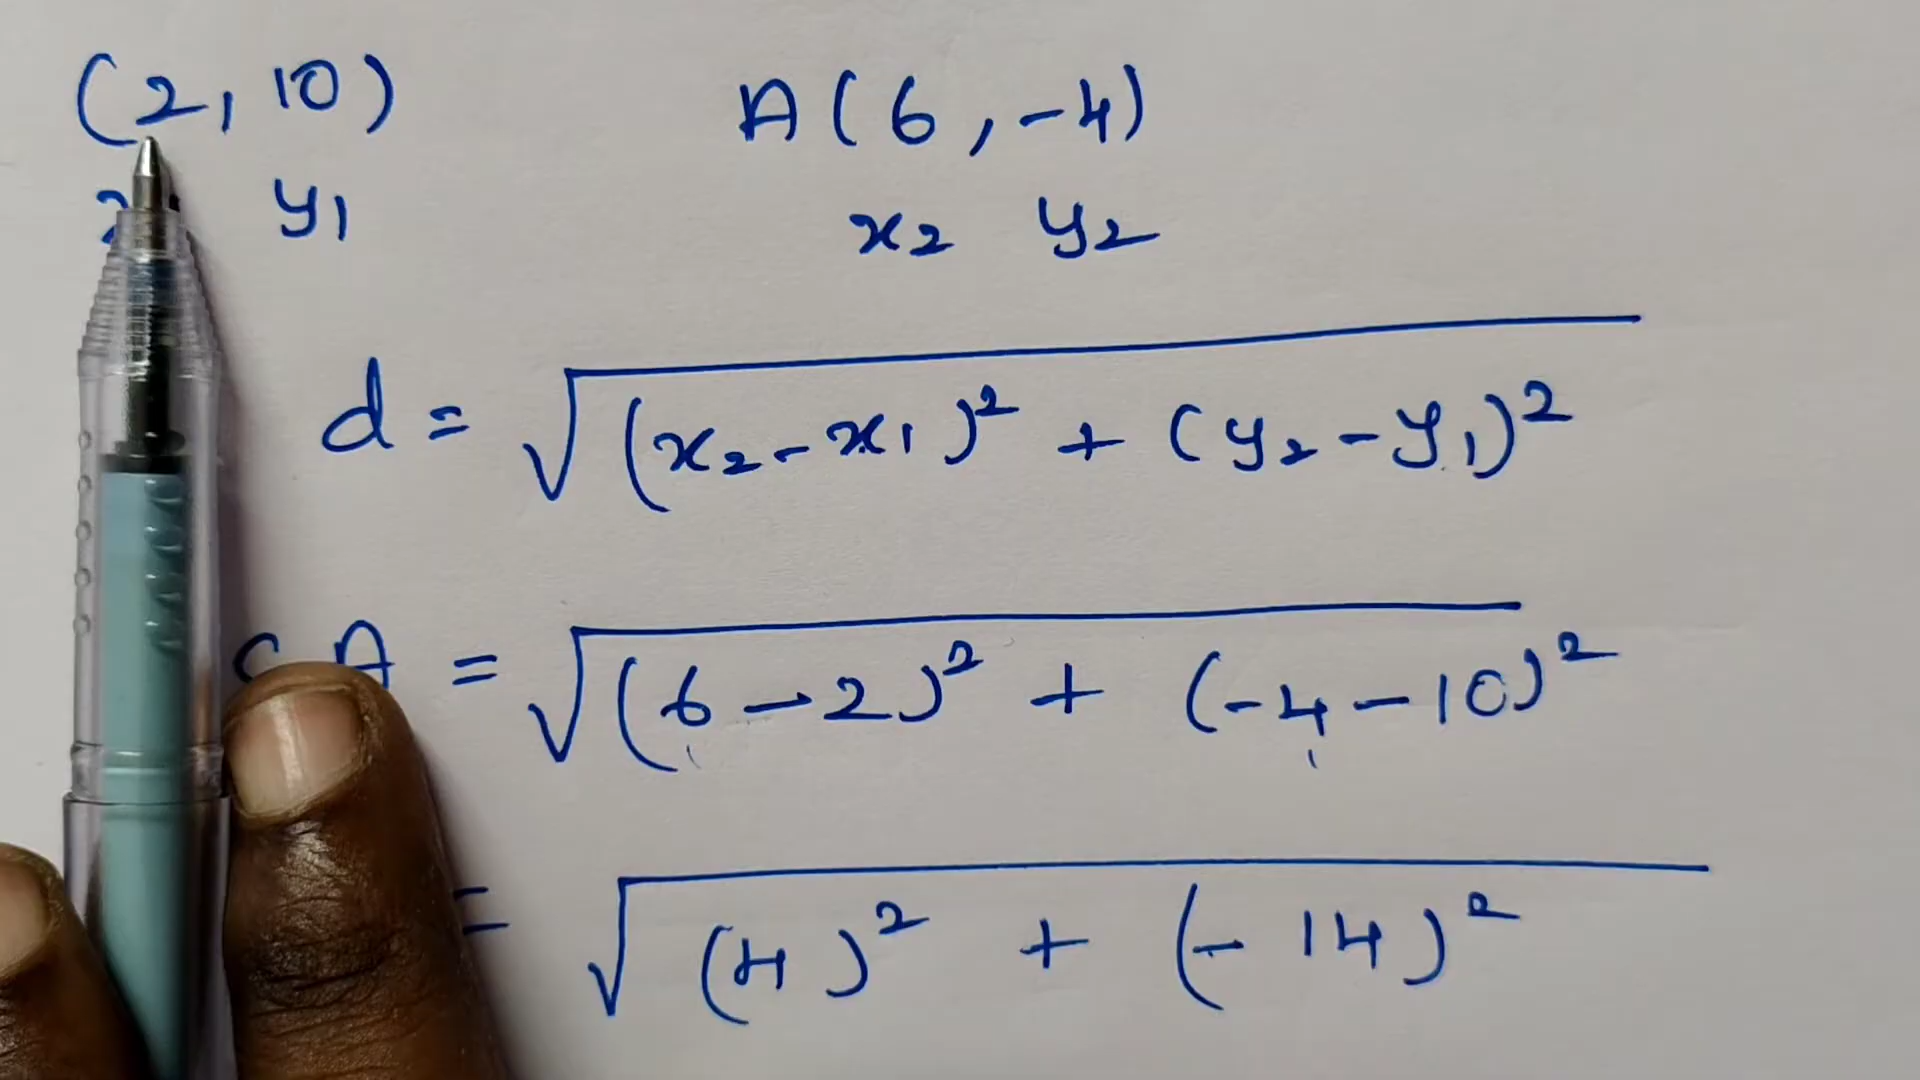 (2, 10) A(6, -4)
y1 x2 y2
d = √(x2 - x1)² + (y2 - y1)²
CA = √(6 - 2)² + (-4 - 10)²
= √(4)² + (-14)²